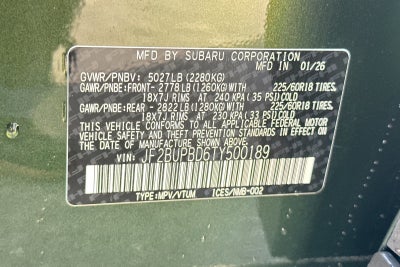 MFD. BY SUBARU CORPORATION
MFD IN 01/26
GVWR/PNBV: 5027LB (2280KG)
GAWR/PNBE:FRONT- 2778 LB (1260KG) WITH 225/60R18 TIRES,
18X7J RIMS AT 240 KPA (35 PSI) COLD
GAWR/PNBE:REAR - 2822 LB (1280KG) WITH 225/60R18 TIRES,
18X7J RIMS AT 230 KPA (33 PSI) COLD
THIS VEHICLE CONFORMS TO ALL APPLICABLE FEDERAL MOTOR
VEHICLE SAFETY AND THEFT PREVENTION STANDARDS IN EFFECT
ON THE DATE OF MANUFACTURE SHOWN ABOVE.
VIN: JF2BUPBD6TY500189
TYPE:MPV/VTUM ICES/NMB-002